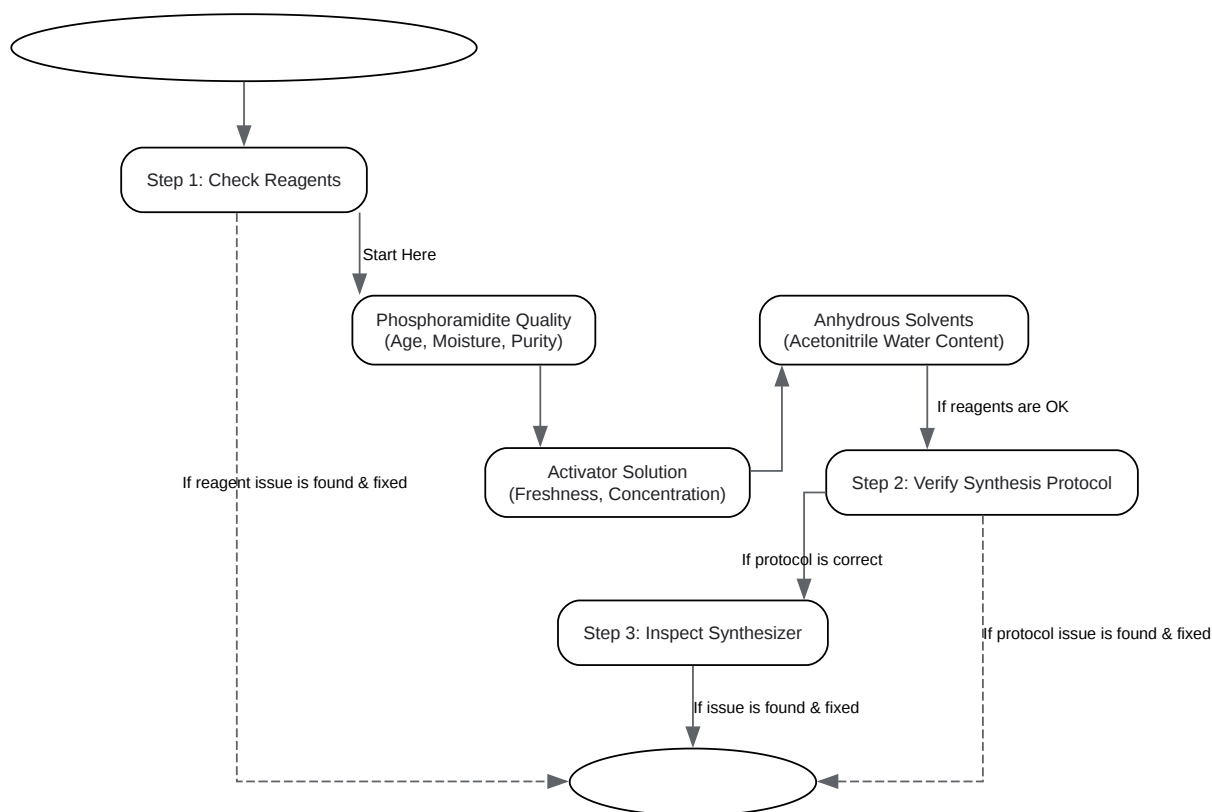 Step 1: Check Reagents
Start Here
Phosphoramidite Quality
(Age, Moisture, Purity)
Anhydrous Solvents
(Acetonitrile Water Content)
If reagents are OK
If reagent issue is found & fixed
Activator Solution
(Freshness, Concentration)
Step 2: Verify Synthesis Protocol
If protocol is correct
Step 3: Inspect Synthesizer
If protocol issue is found & fixed
If issue is found & fixed